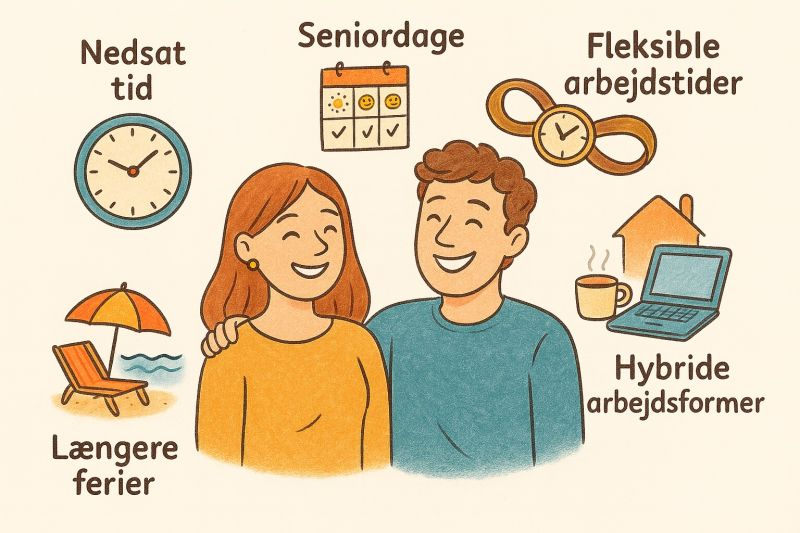 Nedsat
tid
Seniordage
Fleksible
arbejdstider
Længere
ferier
Hybride
arbejdsformer